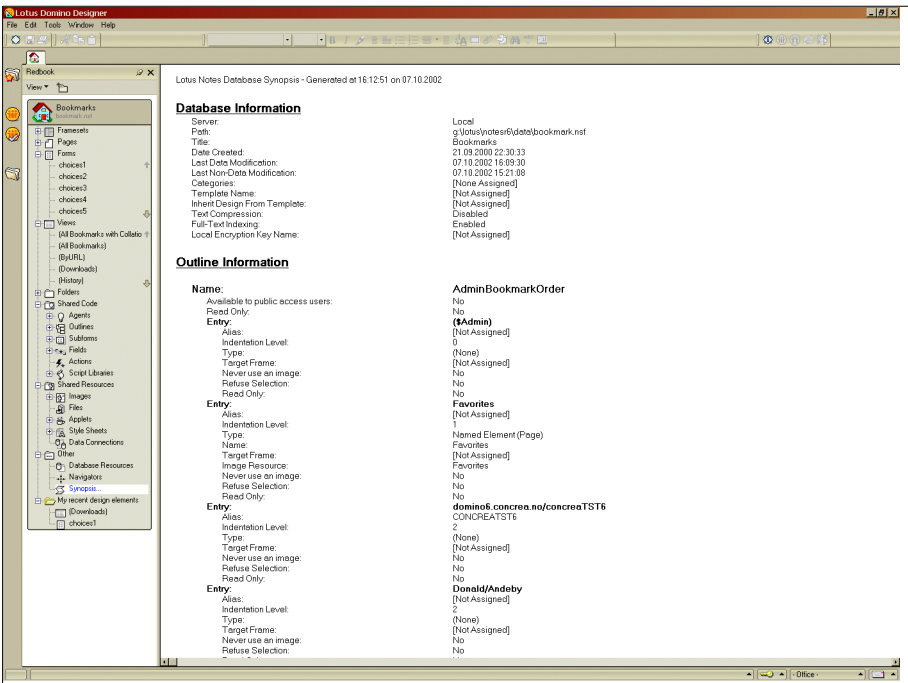 Lotus Domino Designer
File Edit Tools Window Help
Redbook
View
Bookmarks
bookmark.nsf
Framesets
Pages
Forms
choices1
choices2
choices3
choices4
choices5
Views
(All Bookmarks with Collatio
(All Bookmarks)
(ByURL)
(Downloads)
(History)
Folders
Shared Code
Agents
Outlines
Subforms
Fields
Actions
Script Libraries
Shared Resources
Images
Files
Applets
Style Sheets
Data Connections
Other
Database Resources
Navigators
Synopsis...
My recent design elements
(Downloads)
choices1
Lotus Notes Database Synopsis - Generated at 16:12:51 on 07.10.2002
Database Information
Server: Local
Path: g:\lotus\notesr6\data\bookmark.nsf
Title: Bookmarks
Date Created: 21.09.2000 22:30:33
Last Data Modification: 07.10.2002 16:09:30
Last Non-Data Modification: 07.10.2002 15:21:08
Categories: [None Assigned]
Template Name: [Not Assigned]
Inherit Design From Template: [Not Assigned]
Text Compression: Disabled
Full-Text Indexing: Enabled
Local Encryption Key Name: [Not Assigned]
Outline Information
Name: AdminBookmarkOrder
Available to public access users: No
Read Only: No
Entry: ($Admin)
Alias: [Not Assigned]
Indentation Level: 0
Type: (None)
Target Frame: [Not Assigned]
Never use an image: No
Refuse Selection: No
Read Only: No
Entry: Favorites
Alias: [Not Assigned]
Indentation Level: 1
Type: Named Element (Page)
Name: Favorites
Target Frame: [Not Assigned]
Image Resource: Favorites
Never use an image: No
Refuse Selection: No
Read Only: No
Entry: domino6.concrea.no/concreaTST6
Alias: CONCREATST6
Indentation Level: 2
Type: (None)
Target Frame: [Not Assigned]
Never use an image: No
Refuse Selection: No
Read Only: No
Entry: Donald/Andeby
Alias: [Not Assigned]
Indentation Level: 2
Type: (None)
Target Frame: [Not Assigned]
Never use an image: No
Refuse Selection: No
Office